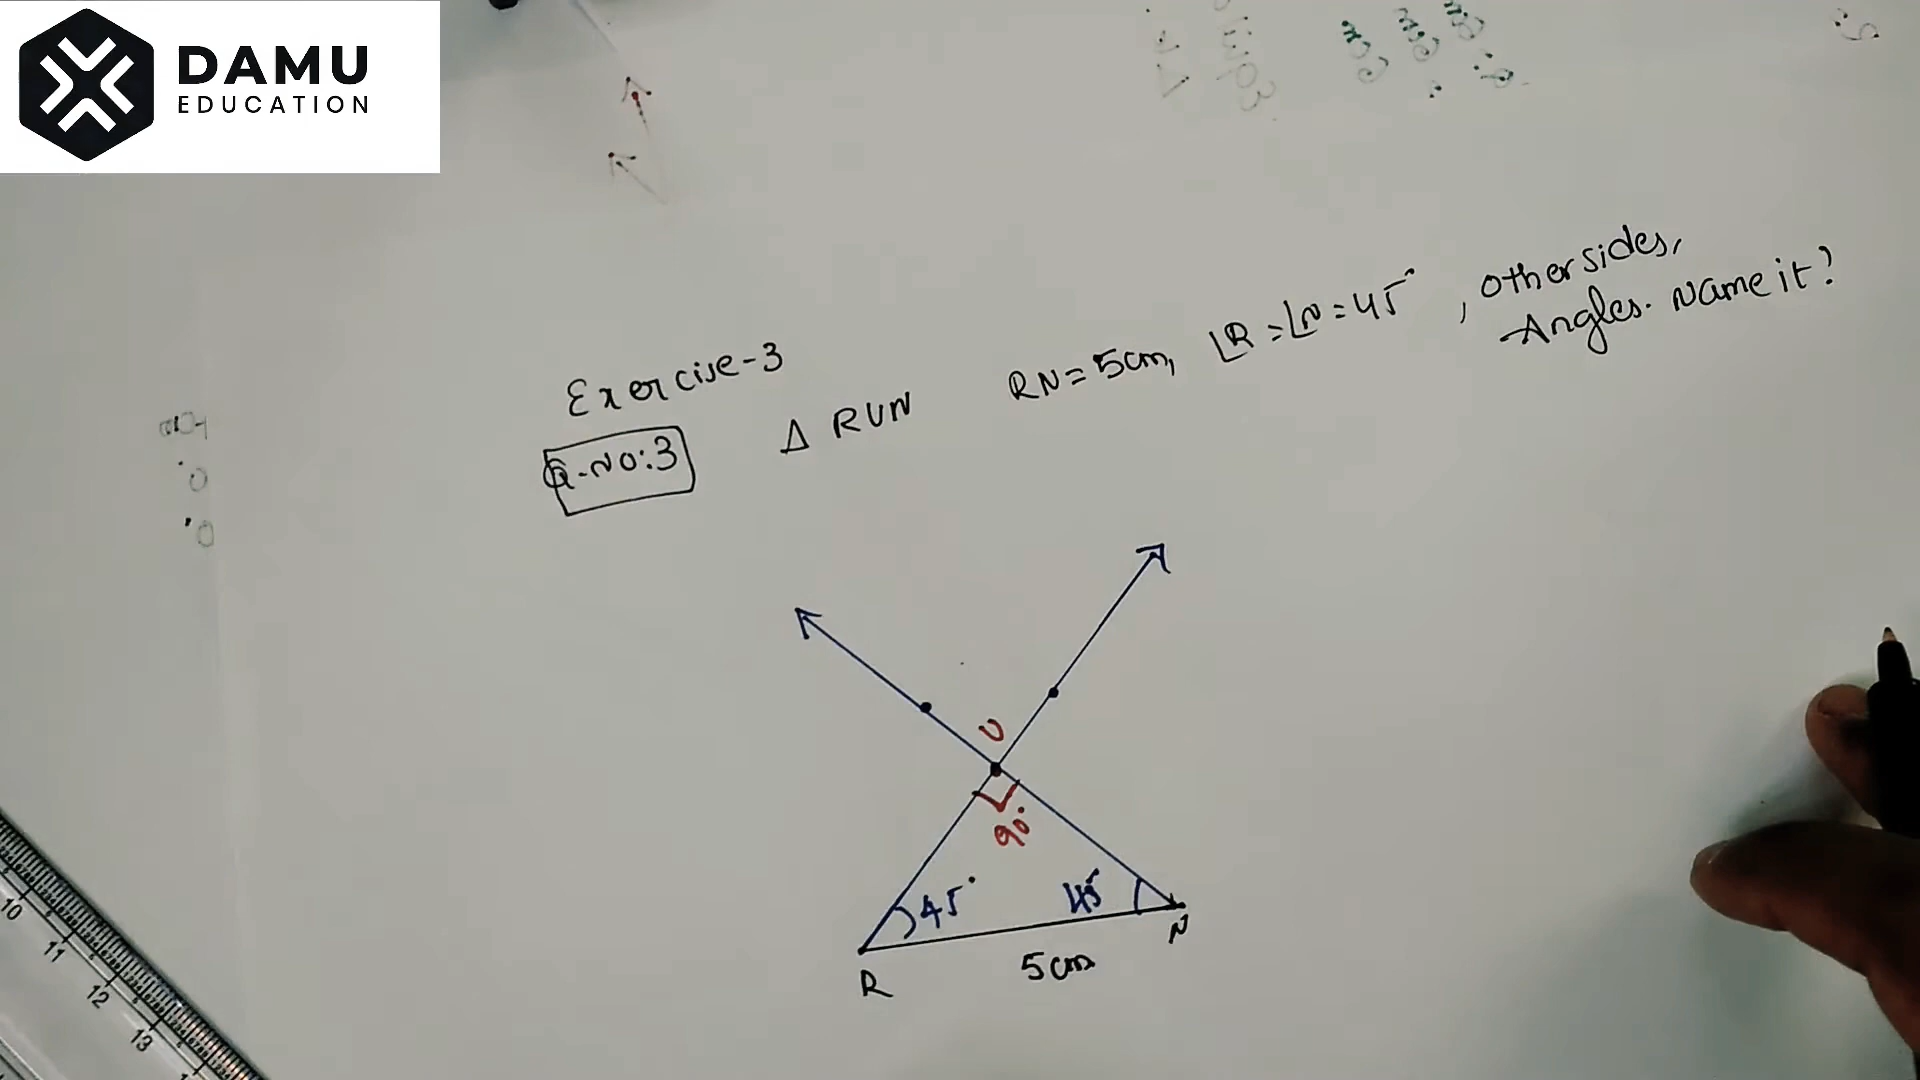 DAMU
EDUCATION
Exercise-3
Q.NO:3 Δ RUN RN=5cm, ∠R=∠N=45°, other sides,
Angles. Name it?
U
90°
45° 45
R 5cm N
10
11
12
13